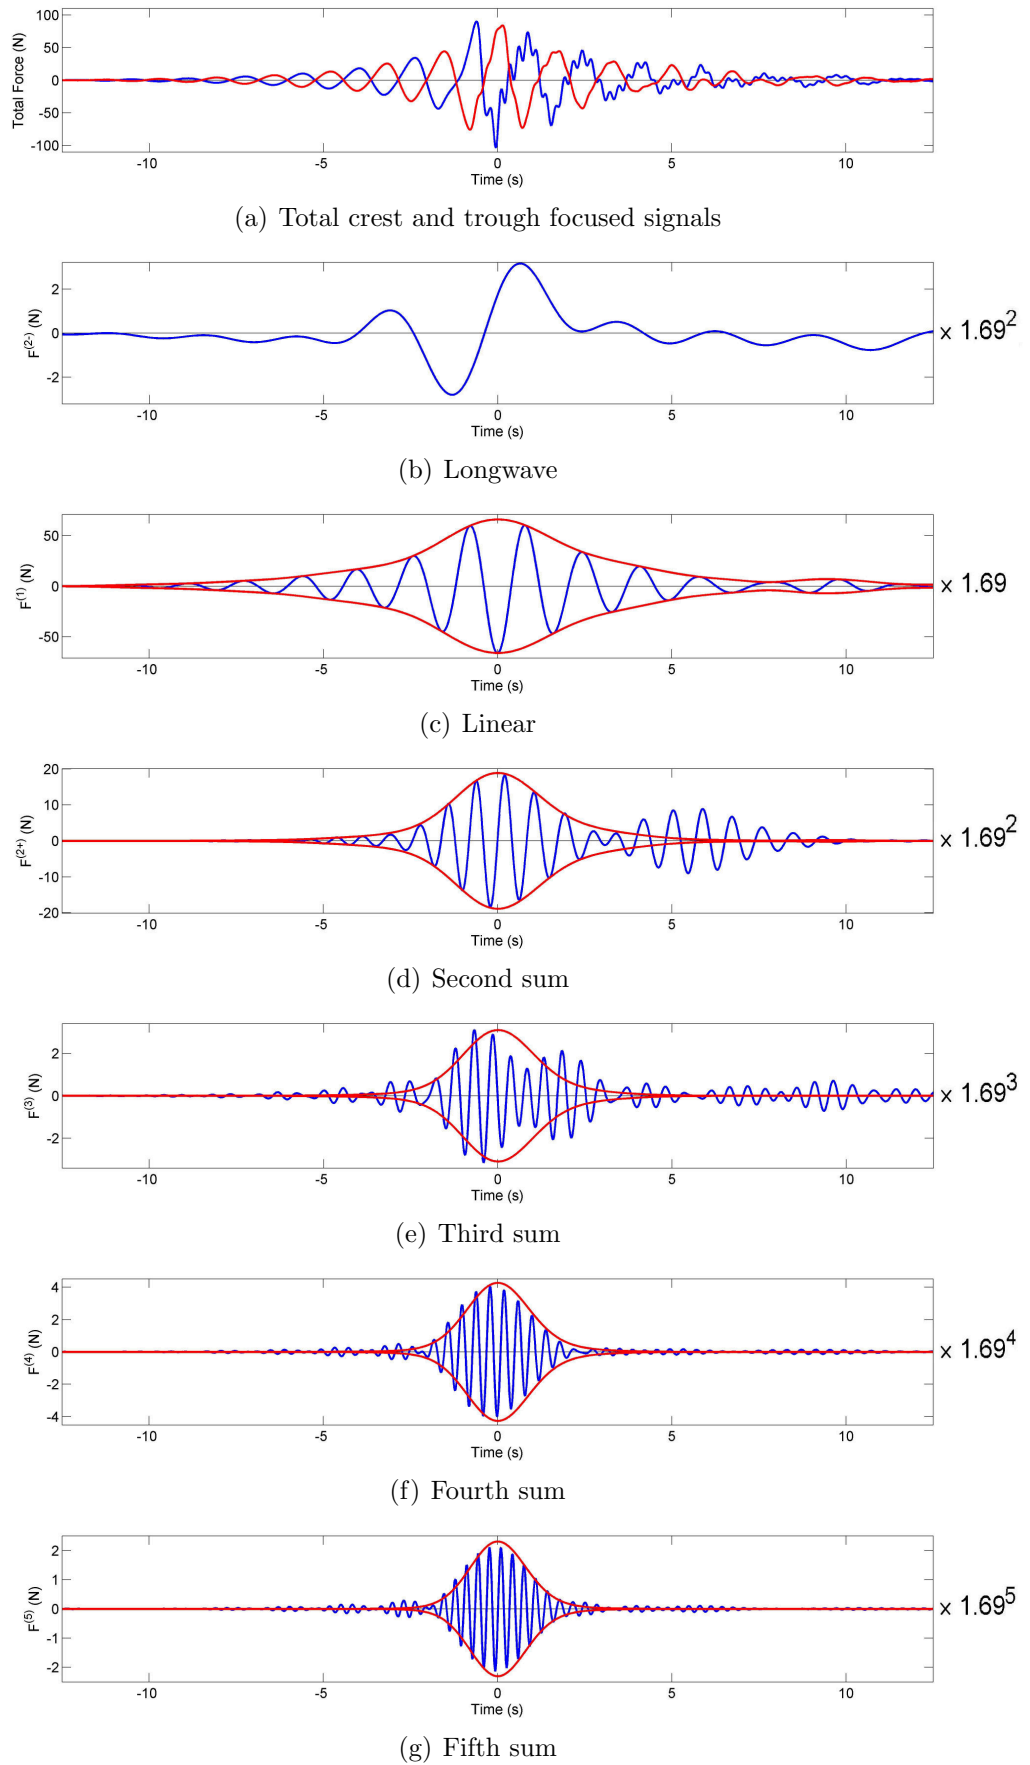 Total Force (N)
100
50
0
-50
-100
-10 -5 0 5 10
Time (s)
(a) Total crest and trough focused signals
F(2-) (N)
2
0
-2
x 1.69²
-10 -5 0 5 10
Time (s)
(b) Longwave
F(1) (N)
50
0
-50
x 1.69
-10 -5 0 5 10
Time (s)
(c) Linear
F(2+) (N)
20
10
0
-10
-20
x 1.69²
-10 -5 0 5 10
Time (s)
(d) Second sum
F(3) (N)
2
0
-2
x 1.69³
-10 -5 0 5 10
Time (s)
(e) Third sum
F(4) (N)
4
2
0
-2
-4
x 1.69⁴
-10 -5 0 5 10
Time (s)
(f) Fourth sum
F(5) (N)
2
1
0
-1
-2
x 1.69⁵
-10 -5 0 5 10
Time (s)
(g) Fifth sum